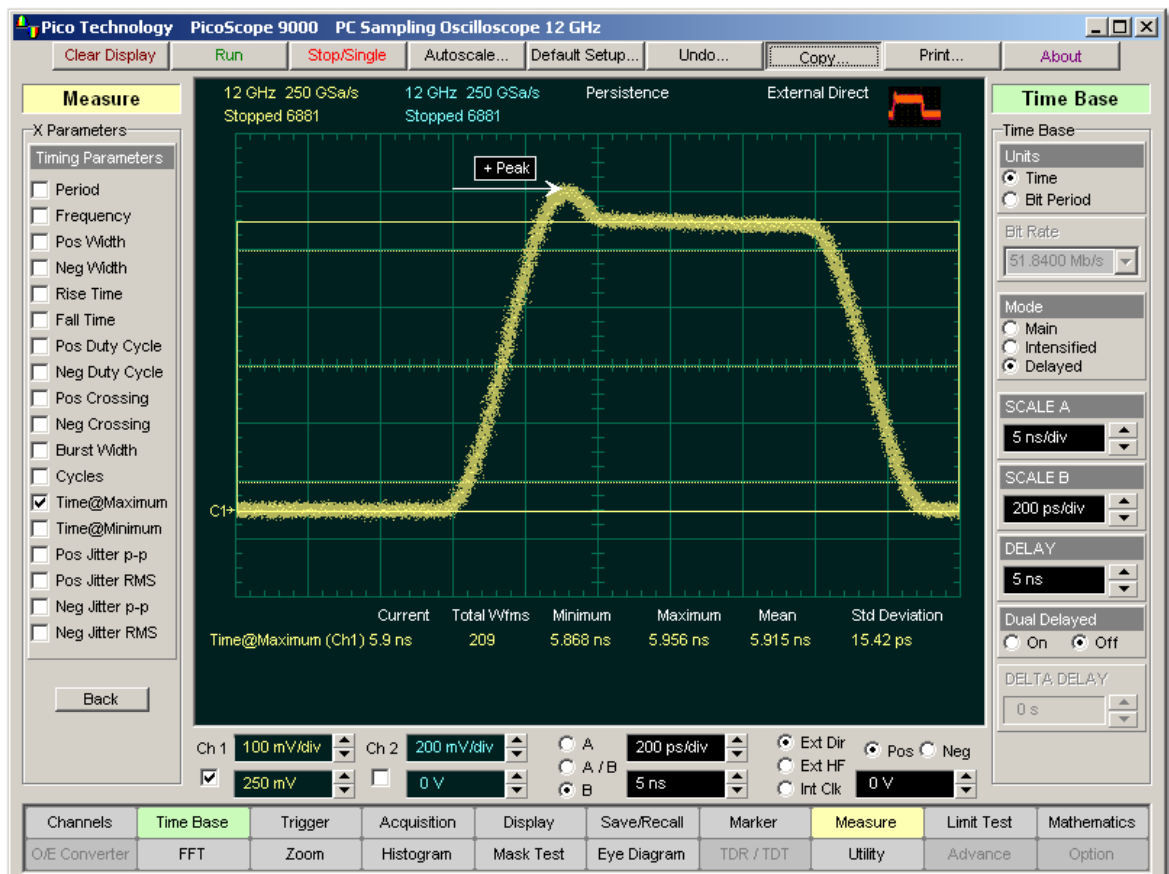 Pico Technology PicoScope 9000 PC Sampling Oscilloscope 12 GHz
Clear Display Run Stop/Single Autoscale... Default Setup... Undo... Copy... Print... About
Measure
X Parameters
Timing Parameters
Period
Frequency
Pos Width
Neg Width
Rise Time
Fall Time
Pos Duty Cycle
Neg Duty Cycle
Pos Crossing
Neg Crossing
Burst Width
Cycles
Time@Maximum
Time@Minimum
Pos Jitter p-p
Pos Jitter RMS
Neg Jitter p-p
Neg Jitter RMS
Back
12 GHz 250 GSa/s 12 GHz 250 GSa/s Persistence External Direct
Stopped 6881 Stopped 6881
+ Peak
C1
Current Total Wfms Minimum Maximum Mean Std Deviation
Time@Maximum (Ch1) 5.9 ns 209 5.868 ns 5.956 ns 5.915 ns 15.42 ps
Time Base
Time Base
Units
Time
Bit Period
Bit Rate
51.8400 Mb/s
Mode
Main
Intensified
Delayed
SCALE A
5 ns/div
SCALE B
200 ps/div
DELAY
5 ns
Dual Delayed
On Off
DELTA DELAY
0 s
Ch 1 100 mV/div Ch 2 200 mV/div A 200 ps/div Ext Dir Pos Neg
A / B Ext HF
250 mV 0 V B 5 ns Int Clk 0 V
Channels Time Base Trigger Acquisition Display Save/Recall Marker Measure Limit Test Mathematics
O/E Converter FFT Zoom Histogram Mask Test Eye Diagram TDR / TDT Utility Advance Option